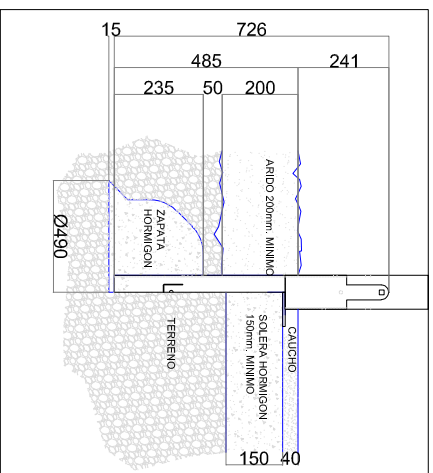 15
726
485
241
235
50
200
ARIDO 200mm. MINIMO
ZAPATA
HORMIGON
Ø490
TERRENO
SOLERA HORMIGON
150mm. MINIMO
CAUCHO
150
40